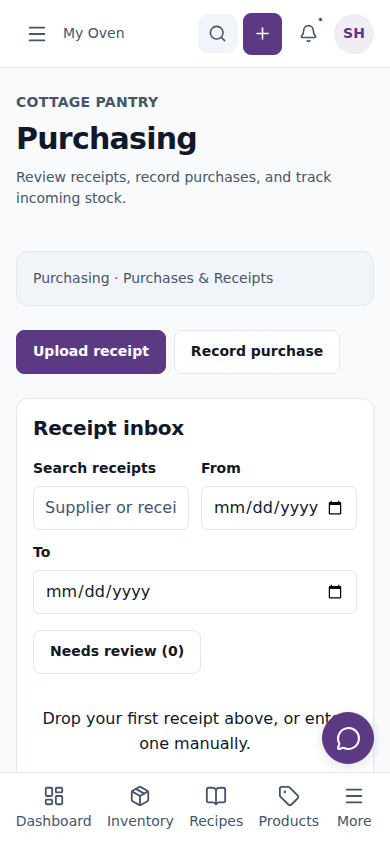 My Oven
SH
COTTAGE PANTRY
Purchasing
Review receipts, record purchases, and track
incoming stock.
Purchasing · Purchases & Receipts
Upload receipt
Record purchase
Receipt inbox
Search receipts
From
Supplier or recei
mm/dd/yyyy
To
mm/dd/yyyy
Needs review (0)
Drop your first receipt above, or
one manually.
Dashboard
Inventory
Recipes
Products
More